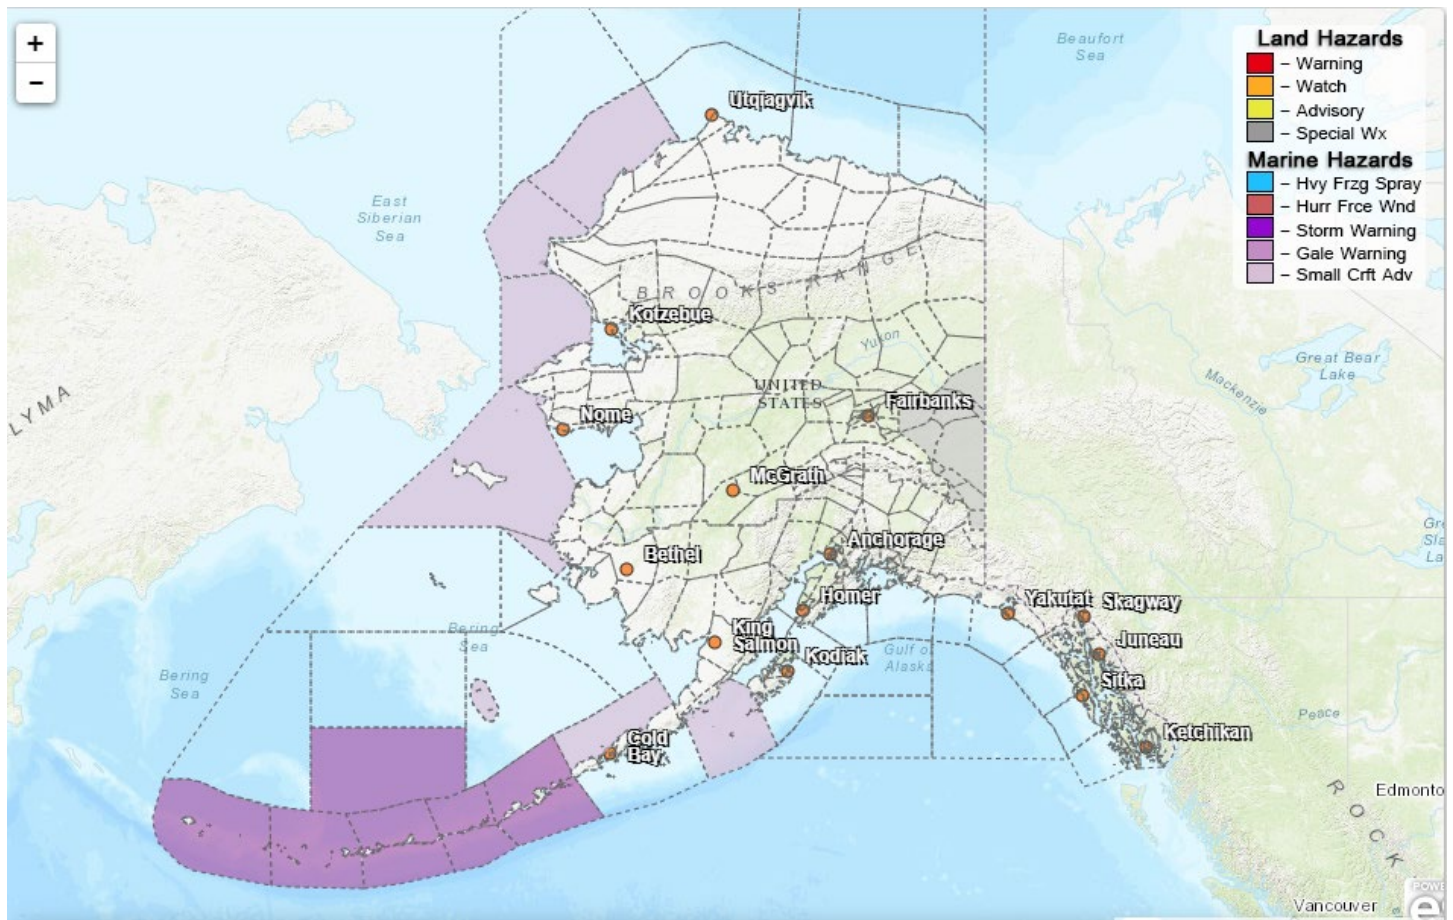 +
−
Beaufort
Sea
Land Hazards
– Warning
– Watch
– Advisory
– Special Wx
Marine Hazards
– Hvy Frzg Spray
– Hurr Frce Wnd
– Storm Warning
– Gale Warning
– Small Crft Adv
Utqiagvik
East
Siberian
Sea
BROOKS RANGE
Kotzebue
Yukon
Great Bear
Lake
Mackenzie
LYMA
UNITED
STATES
Fairbanks
Nome
McGrath
Anchorage
Bethel
Homer
Yakutat
Skagway
King
Salmon
Juneau
Bering
Sea
Kodiak
Gulf of
Alaska
Bering
Sea
Sitka
Peace
Cold
Bay
Ketchikan
Edmonto
ROCK
Vancouver
POWE
e